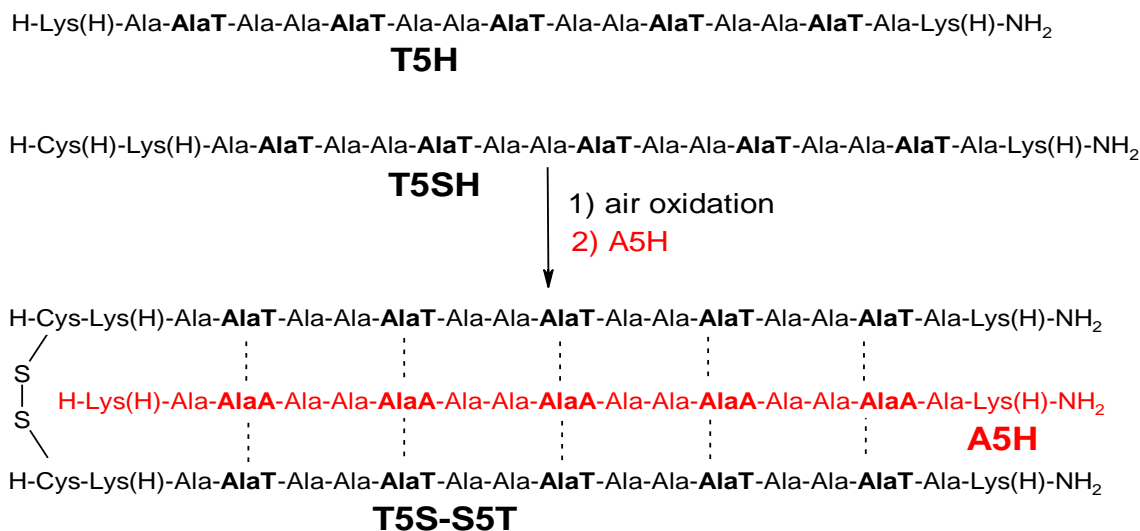 H-Lys(H)-Ala-AlaT-Ala-Ala-AlaT-Ala-Ala-AlaT-Ala-Ala-AlaT-Ala-Ala-AlaT-Ala-Lys(H)-NH₂
T5H
H-Cys(H)-Lys(H)-Ala-AlaT-Ala-Ala-AlaT-Ala-Ala-AlaT-Ala-Ala-AlaT-Ala-Ala-AlaT-Ala-Lys(H)-NH₂
T5SH
1) air oxidation
2) A5H
H-Cys-Lys(H)-Ala-AlaT-Ala-Ala-AlaT-Ala-Ala-AlaT-Ala-Ala-AlaT-Ala-Ala-AlaT-Ala-Lys(H)-NH₂
S
S
H-Lys(H)-Ala-AlaA-Ala-Ala-AlaA-Ala-Ala-AlaA-Ala-Ala-AlaA-Ala-Ala-AlaA-Ala-Lys(H)-NH₂
A5H
H-Cys-Lys(H)-Ala-AlaT-Ala-Ala-AlaT-Ala-Ala-AlaT-Ala-Ala-AlaT-Ala-Ala-AlaT-Ala-Lys(H)-NH₂
T5S-S5T